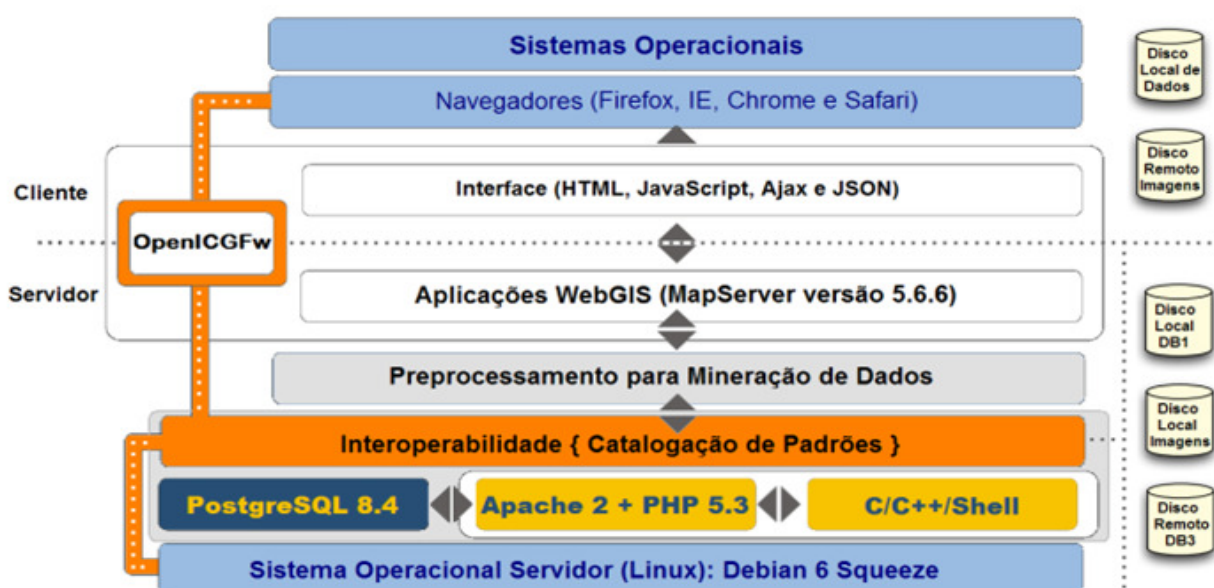 Sistemas Operacionais
Navegadores (Firefox, IE, Chrome e Safari)
Cliente
Interface (HTML, JavaScript, Ajax e JSON)
OpenICGFw
Servidor
Aplicações WebGIS (MapServer versão 5.6.6)
Preprocessamento para Mineração de Dados
Interoperabilidade { Catalogação de Padrões }
PostgreSQL 8.4
Apache 2 + PHP 5.3
C/C++/Shell
Sistema Operacional Servidor (Linux): Debian 6 Squeeze
Disco
Local de
Dados
Disco
Remoto
Imagens
Disco
Local
DB1
Disco
Local
Imagens
Disco
Remoto
DB3